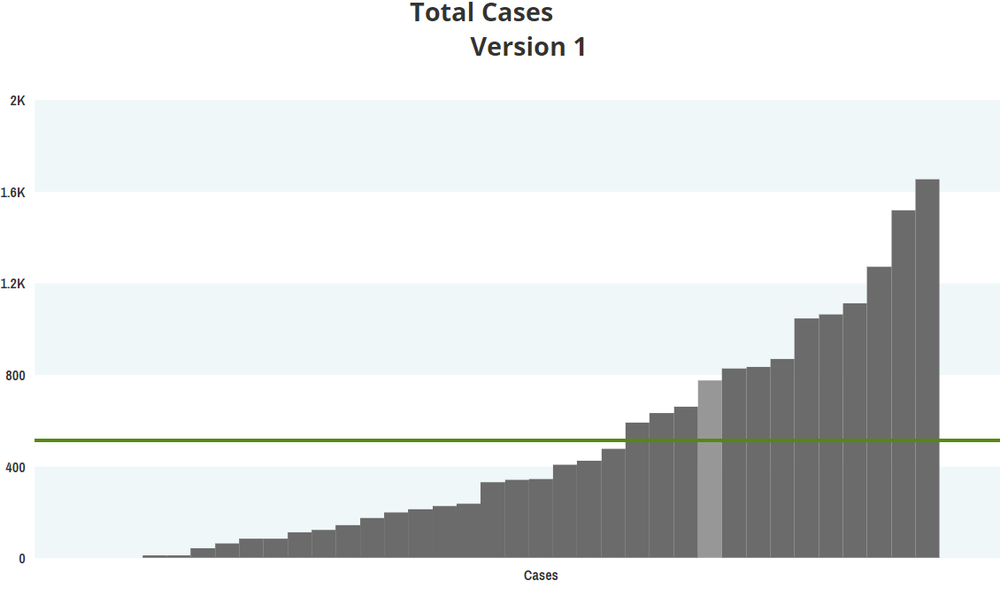 Total Cases
Version 1
2K
1.6K
1.2K
800
400
0
Cases